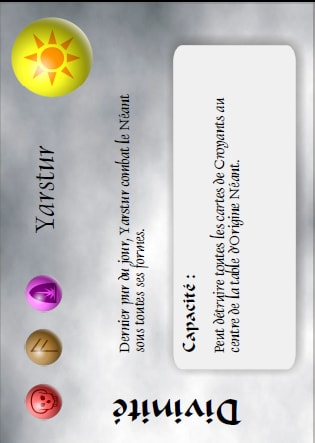 Yarstur
Dernier pur du jour, Yarstur combat le Néant
sous toutes ses formes.
Capacité :
Peut détruire toutes les cartes de Croyants au
centre de la table d'Origine Néant.
Divinité